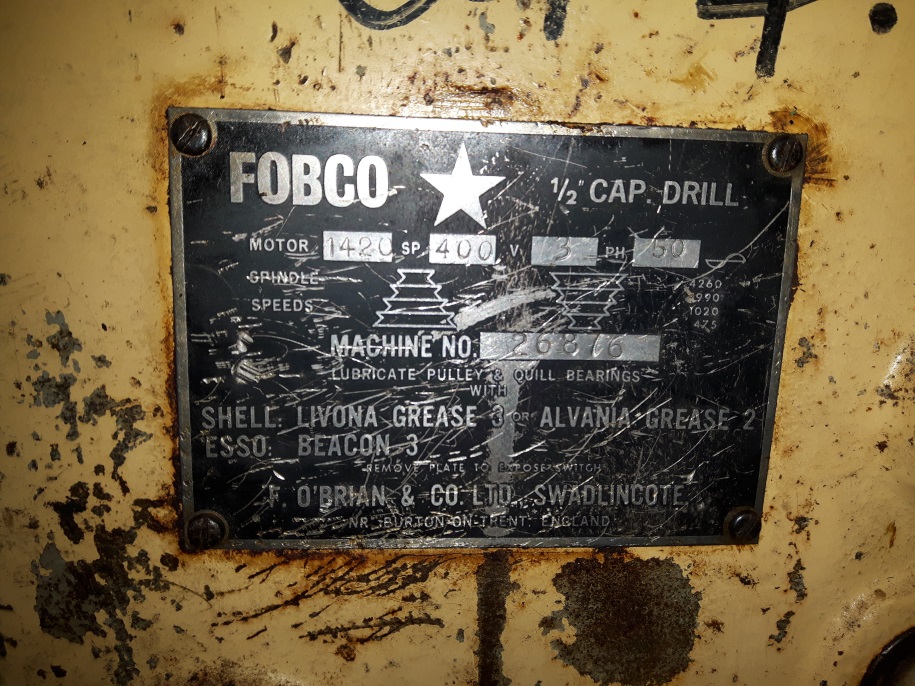 FOBCO ½" CAP. DRILL
MOTOR 1420 SP 400 V 3 PH 50
SPINDLE
SPEEDS
4260
1990
1020
475
MACHINE NO. 26876
LUBRICATE PULLEY & QUILL BEARINGS
WITH
SHELL. LIVONA GREASE 3 OR ALVANIA GREASE 2
ESSO. BEACON 3
REMOVE PLATE TO EXPOSE SWITCH
F. O'BRIAN & CO. LTD. SWADLINCOTE
NR. BURTON-ON-TRENT. ENGLAND